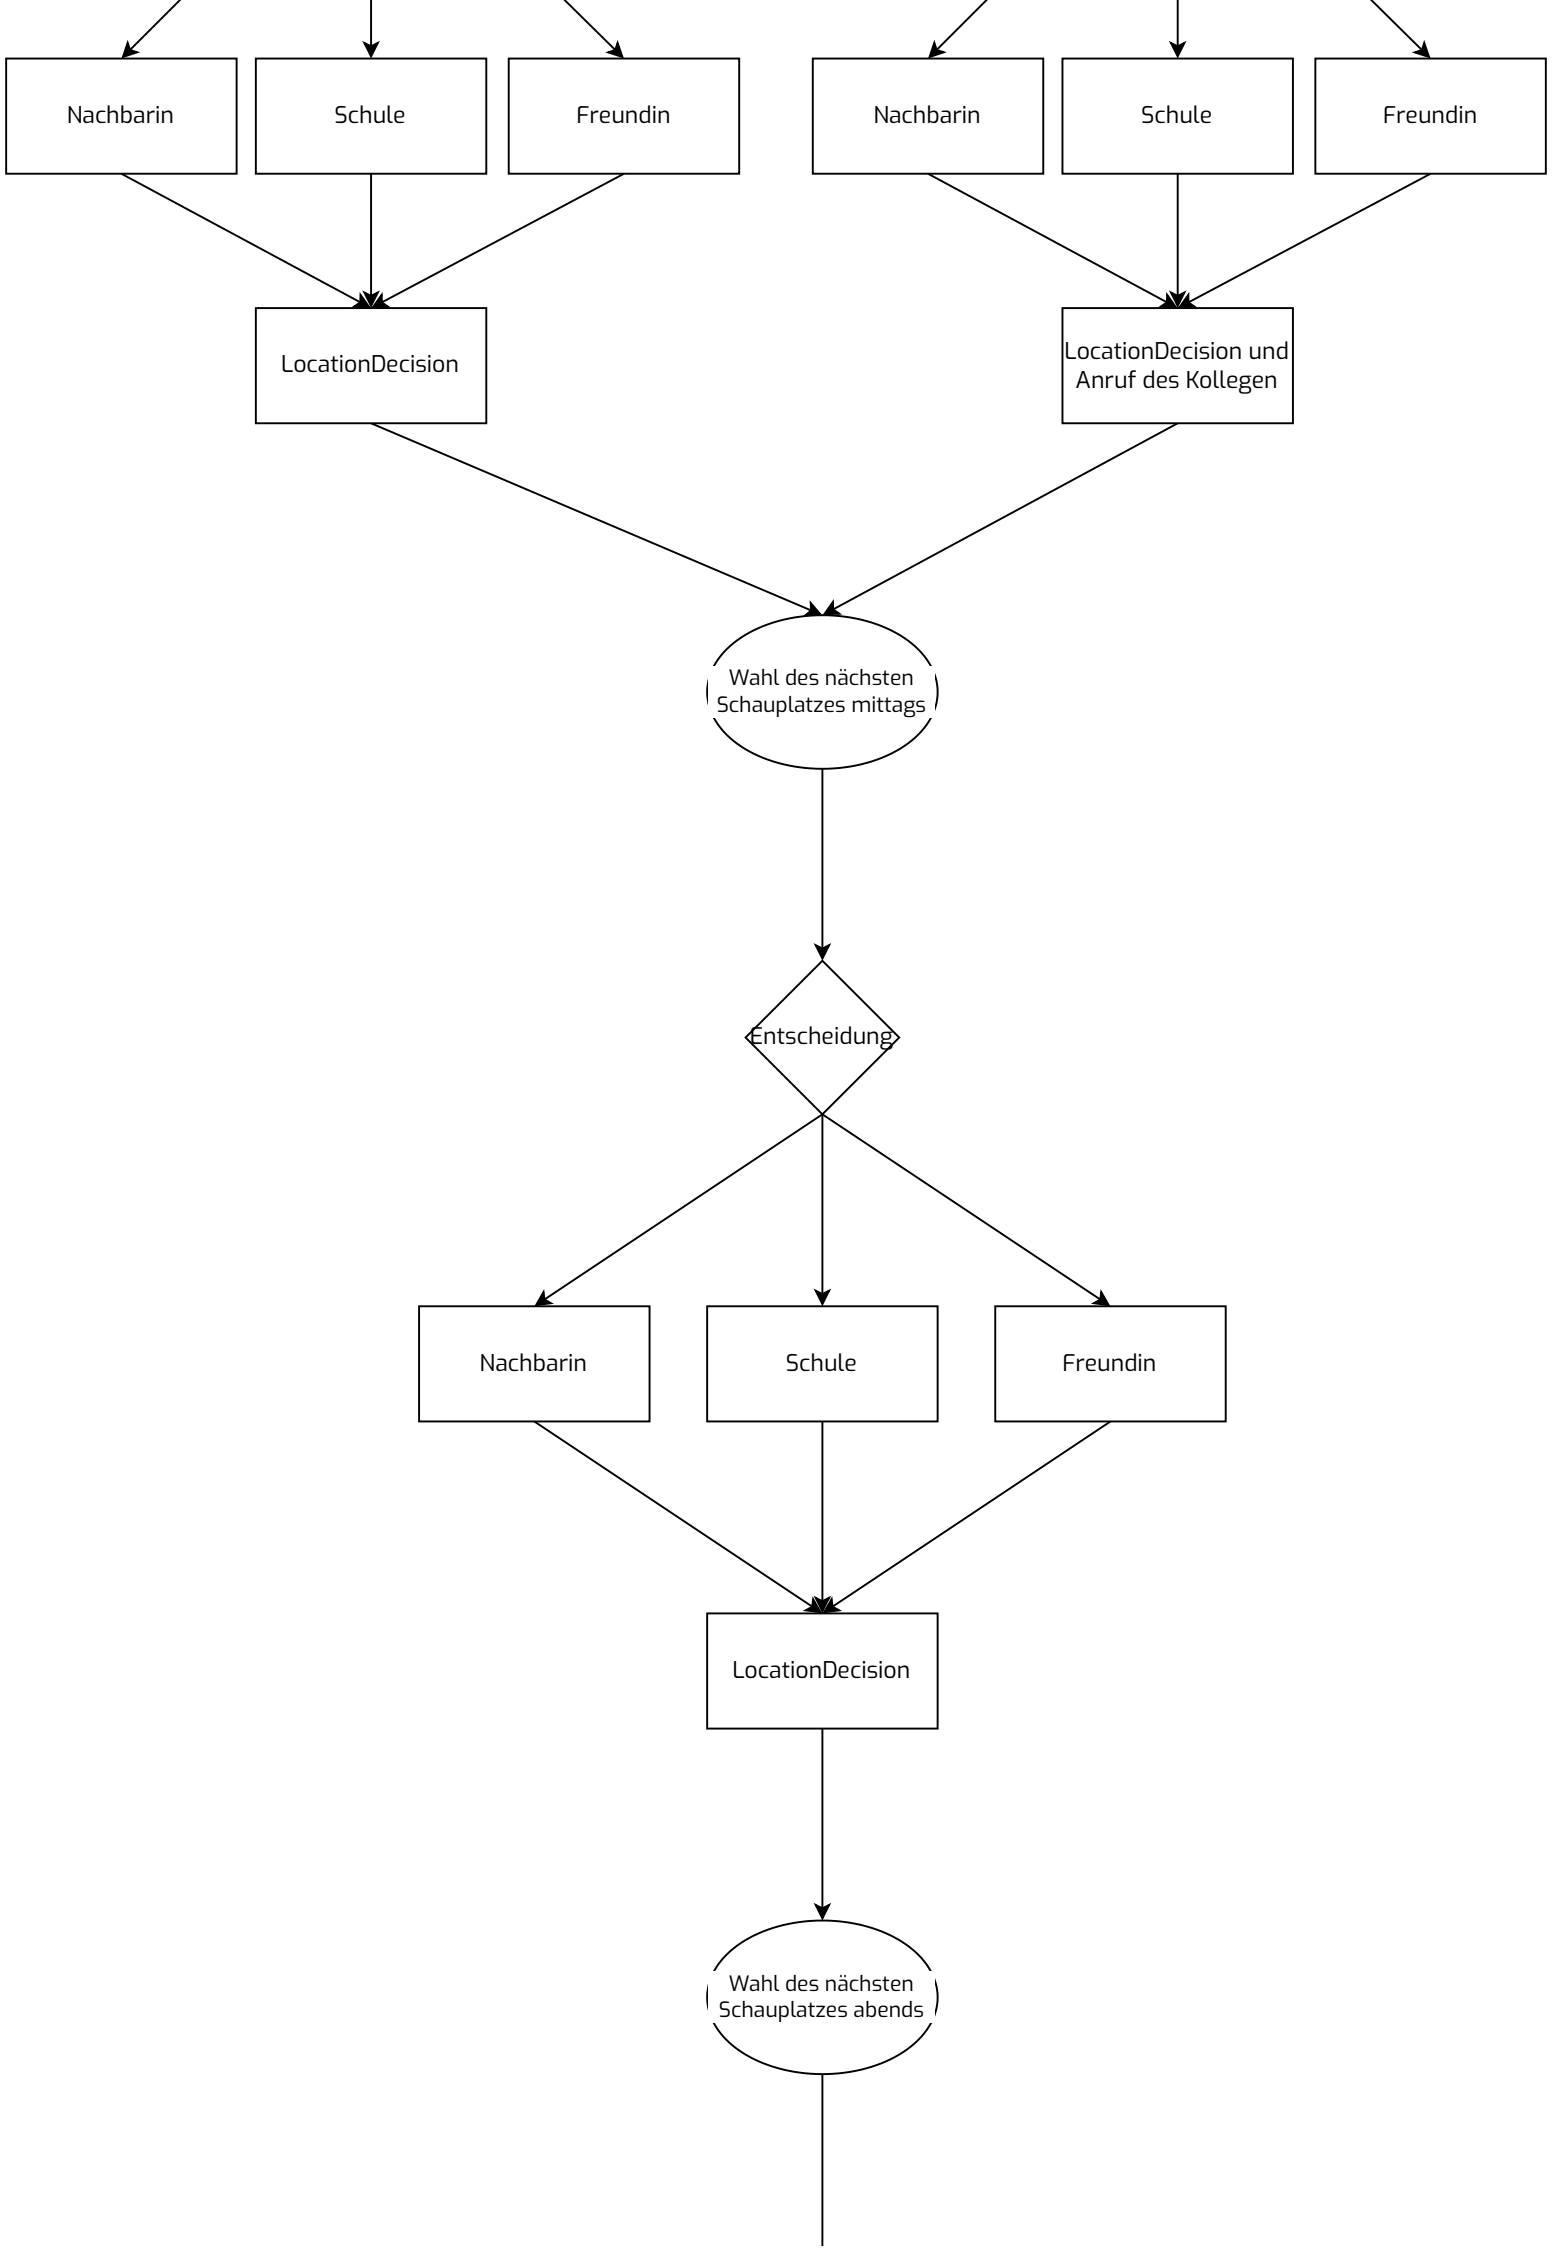 Nachbarin
Schule
Freundin
Nachbarin
Schule
Freundin
LocationDecision
LocationDecision und
Anruf des Kollegen
Wahl des nächsten
Schauplatzes mittags
Entscheidung
Nachbarin
Schule
Freundin
LocationDecision
Wahl des nächsten
Schauplatzes abends